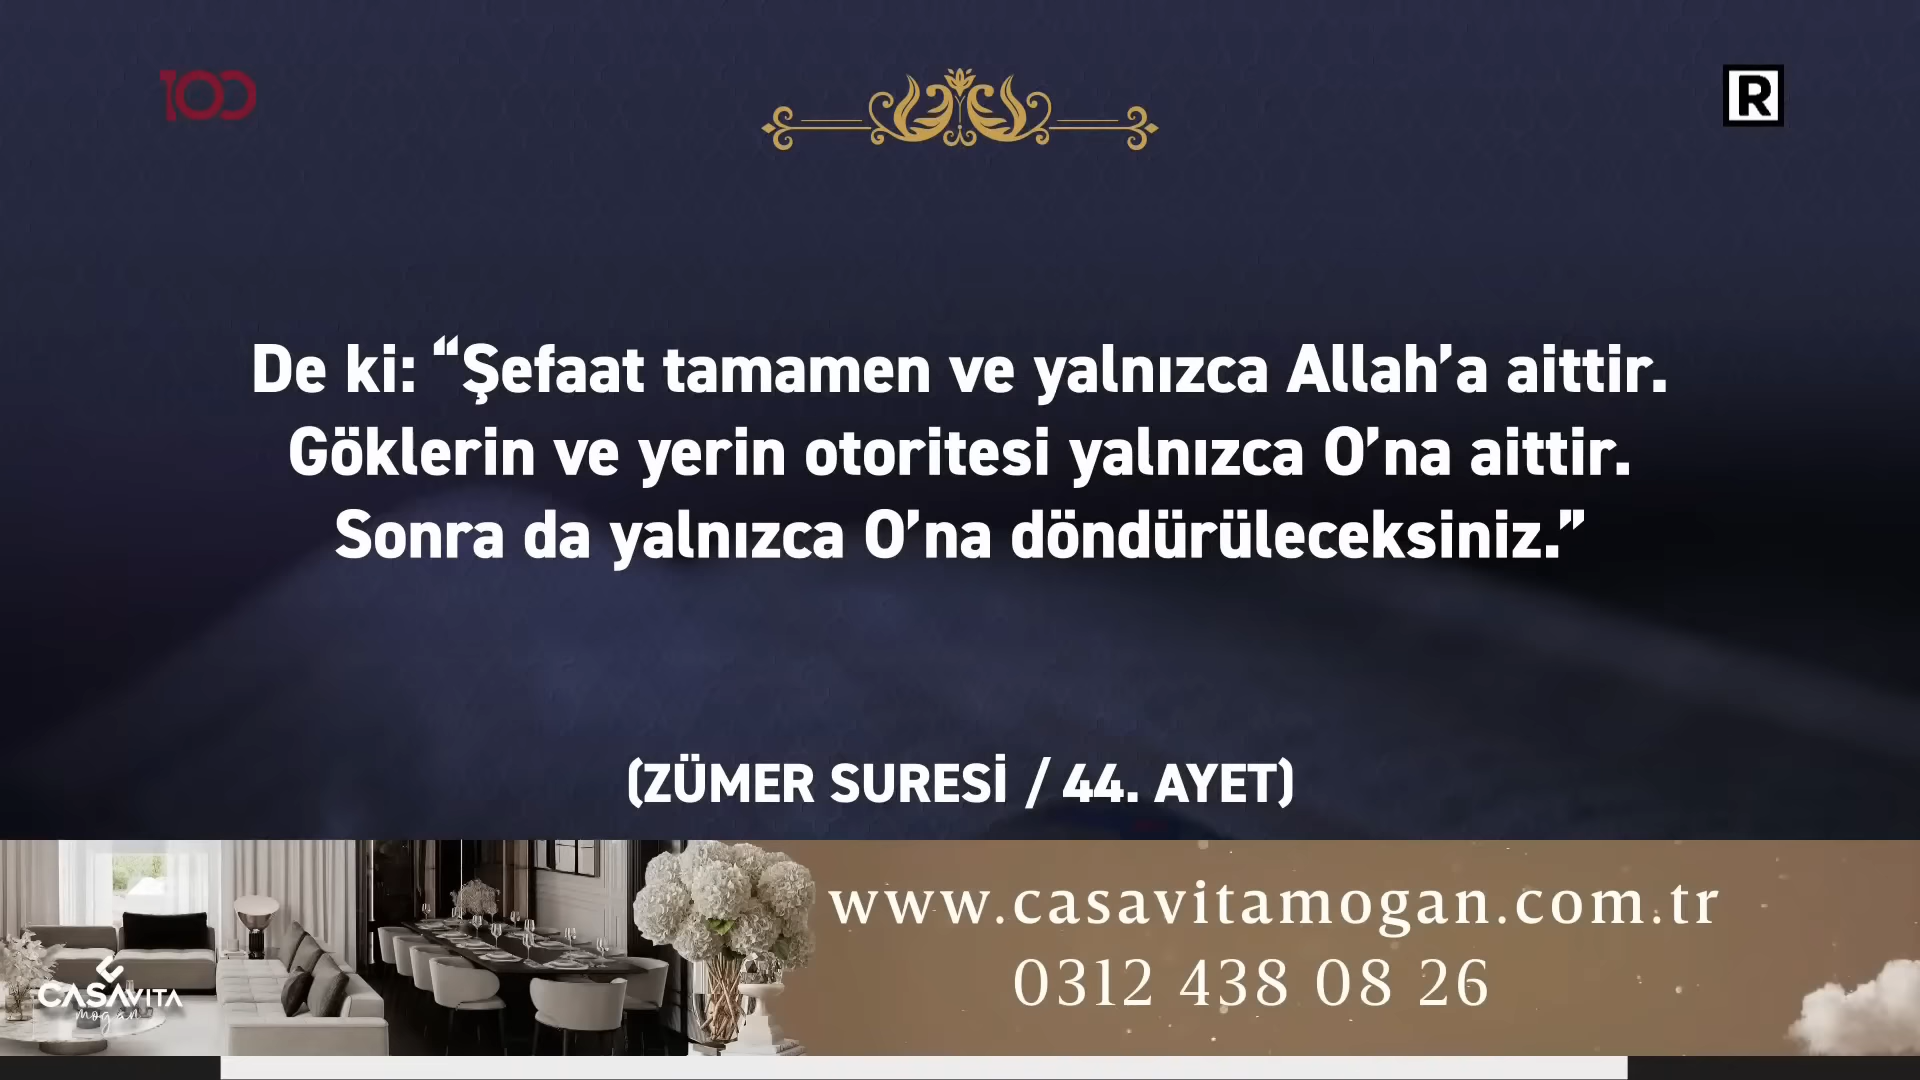 100
R
De ki: “Şefaat tamamen ve yalnızca Allah’a aittir.
Göklerin ve yerin otoritesi yalnızca O’na aittir.
Sonra da yalnızca O’na döndürüleceksiniz.”
(ZÜMER SURESİ / 44. AYET)
www.casavitamogan.com.tr
0312 438 08 26
CASAVITA
mogan